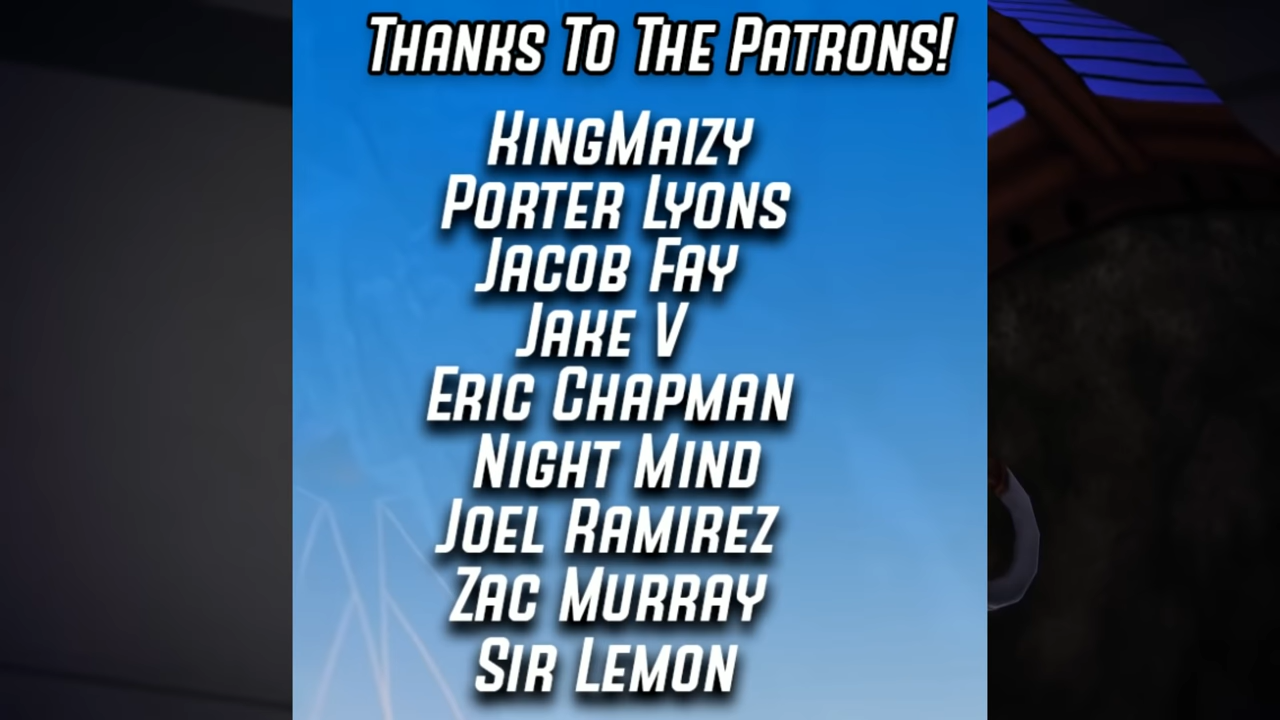 Thanks To The Patrons!
KingMaizy
Porter Lyons
Jacob Fay
Jake V
Eric Chapman
Night Mind
Joel Ramirez
Zac Murray
Sir Lemon